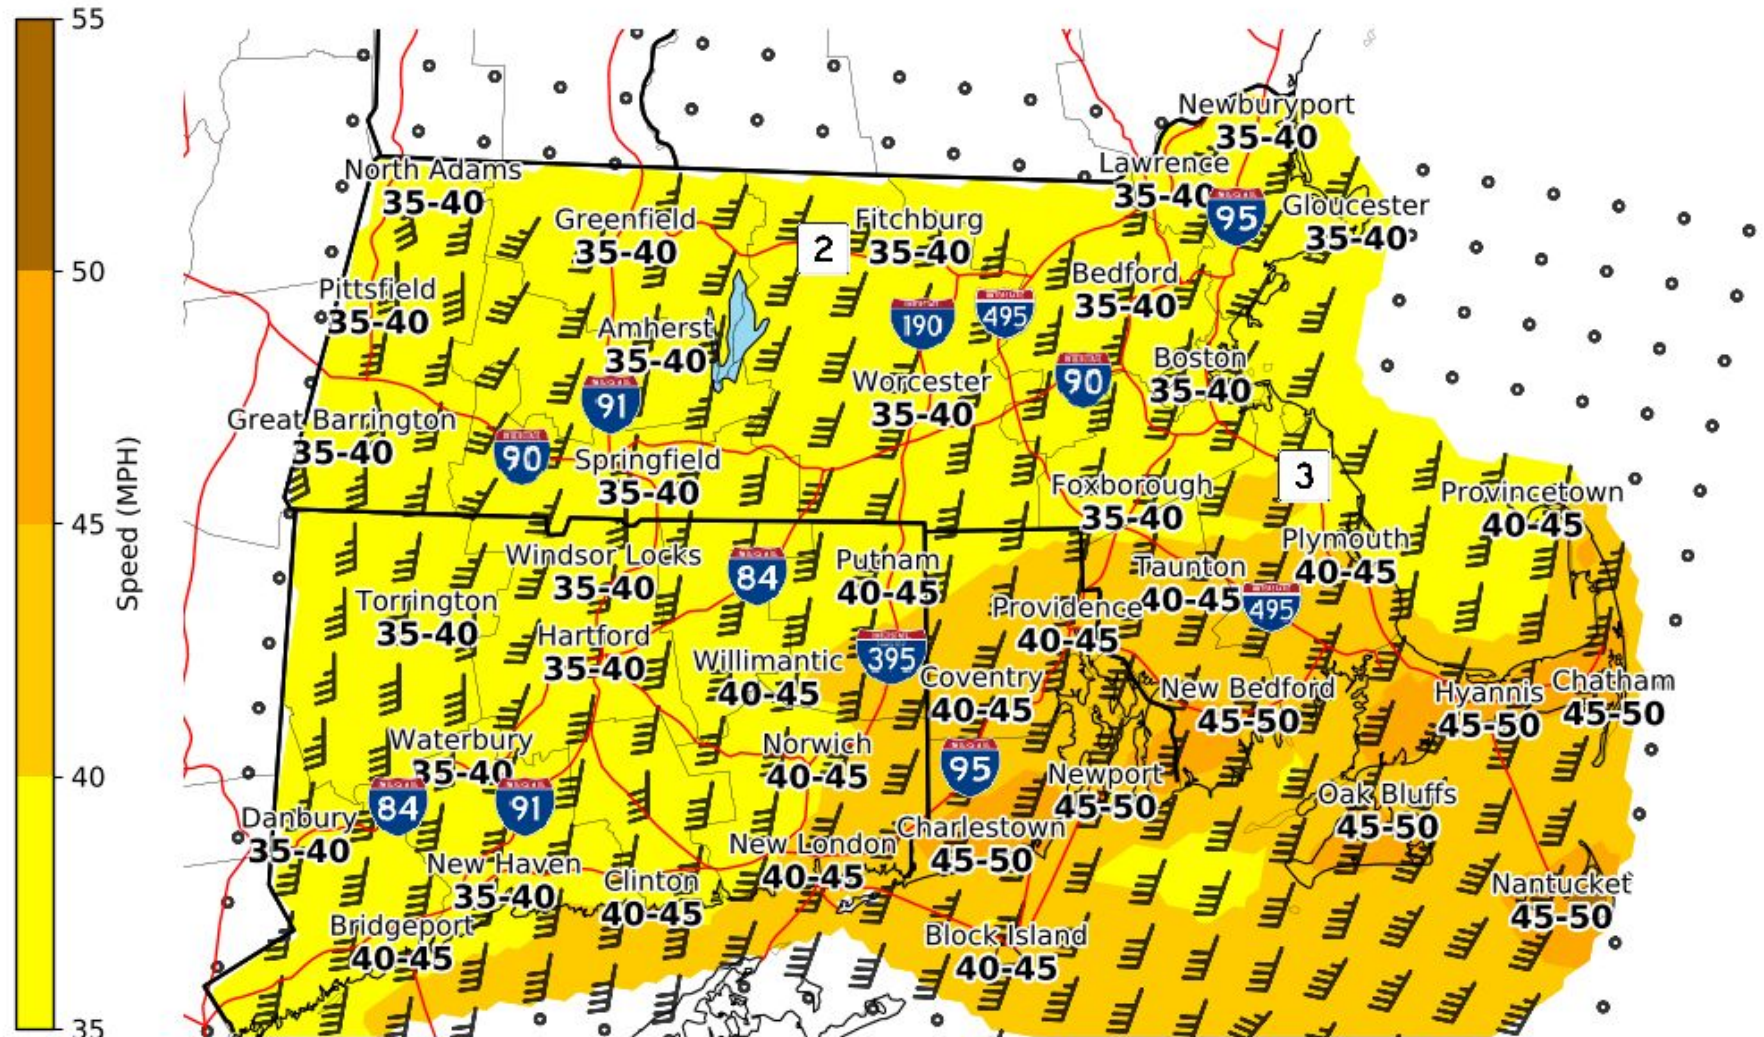 55
50
45
40
35
Speed (MPH)
Newburyport
35-40
North Adams
35-40
Lawrence
35-40
95
Gloucester
35-40
Greenfield
35-40
2
Fitchburg
35-40
Pittsfield
35-40
Bedford
35-40
190
495
Amherst
35-40
Boston
35-40
90
Worcester
35-40
91
Great Barrington
35-40
90
Springfield
35-40
3
Foxborough
35-40
Provincetown
40-45
Windsor Locks
35-40
84
Putnam
40-45
Plymouth
40-45
Taunton
40-45
495
Torrington
35-40
Providence
40-45
Hartford
35-40
395
Willimantic
40-45
Coventry
40-45
New Bedford
45-50
Hyannis
45-50
Chatham
45-50
Waterbury
35-40
Norwich
40-45
95
Newport
45-50
Oak Bluffs
45-50
84
91
Danbury
35-40
Charlestown
45-50
New London
40-45
New Haven
35-40
Clinton
40-45
Nantucket
45-50
Bridgeport
40-45
Block Island
40-45